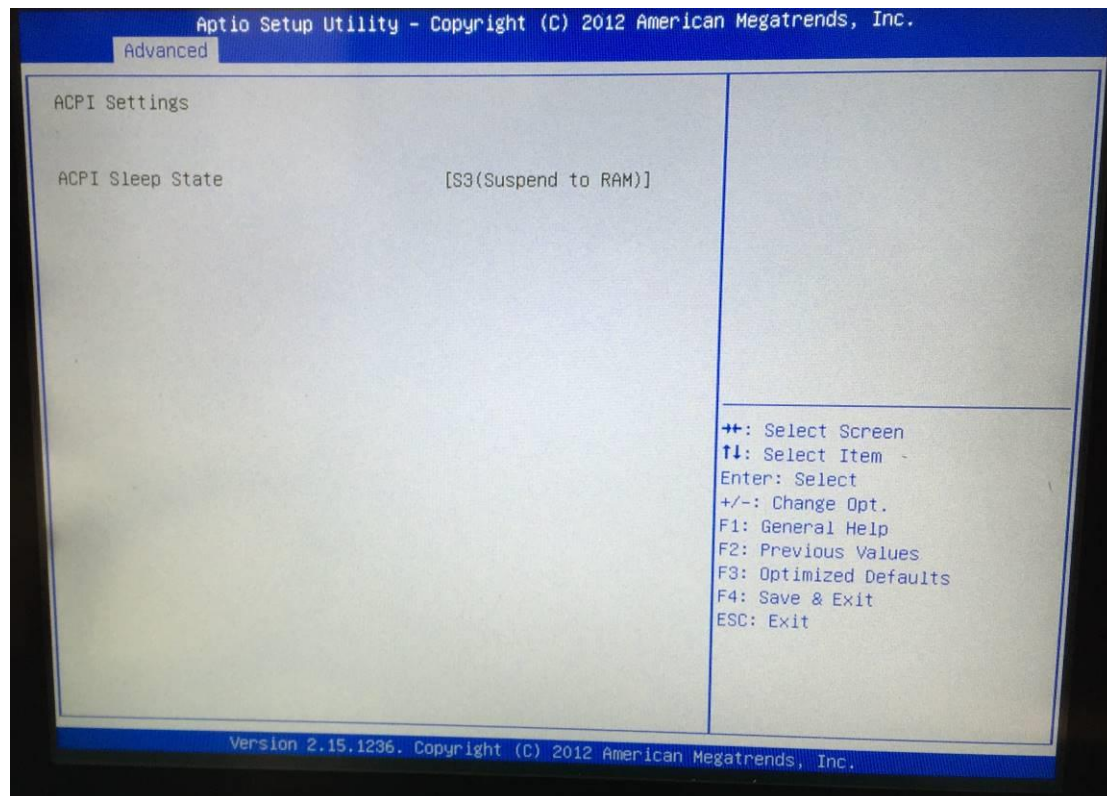 Aptio Setup Utility - Copyright (C) 2012 American Megatrends, Inc.
Advanced
ACPI Settings
ACPI Sleep State [S3(Suspend to RAM)]
→←: Select Screen
↑↓: Select Item
Enter: Select
+/-: Change Opt.
F1: General Help
F2: Previous Values
F3: Optimized Defaults
F4: Save & Exit
ESC: Exit
Version 2.15.1236. Copyright (C) 2012 American Megatrends, Inc.